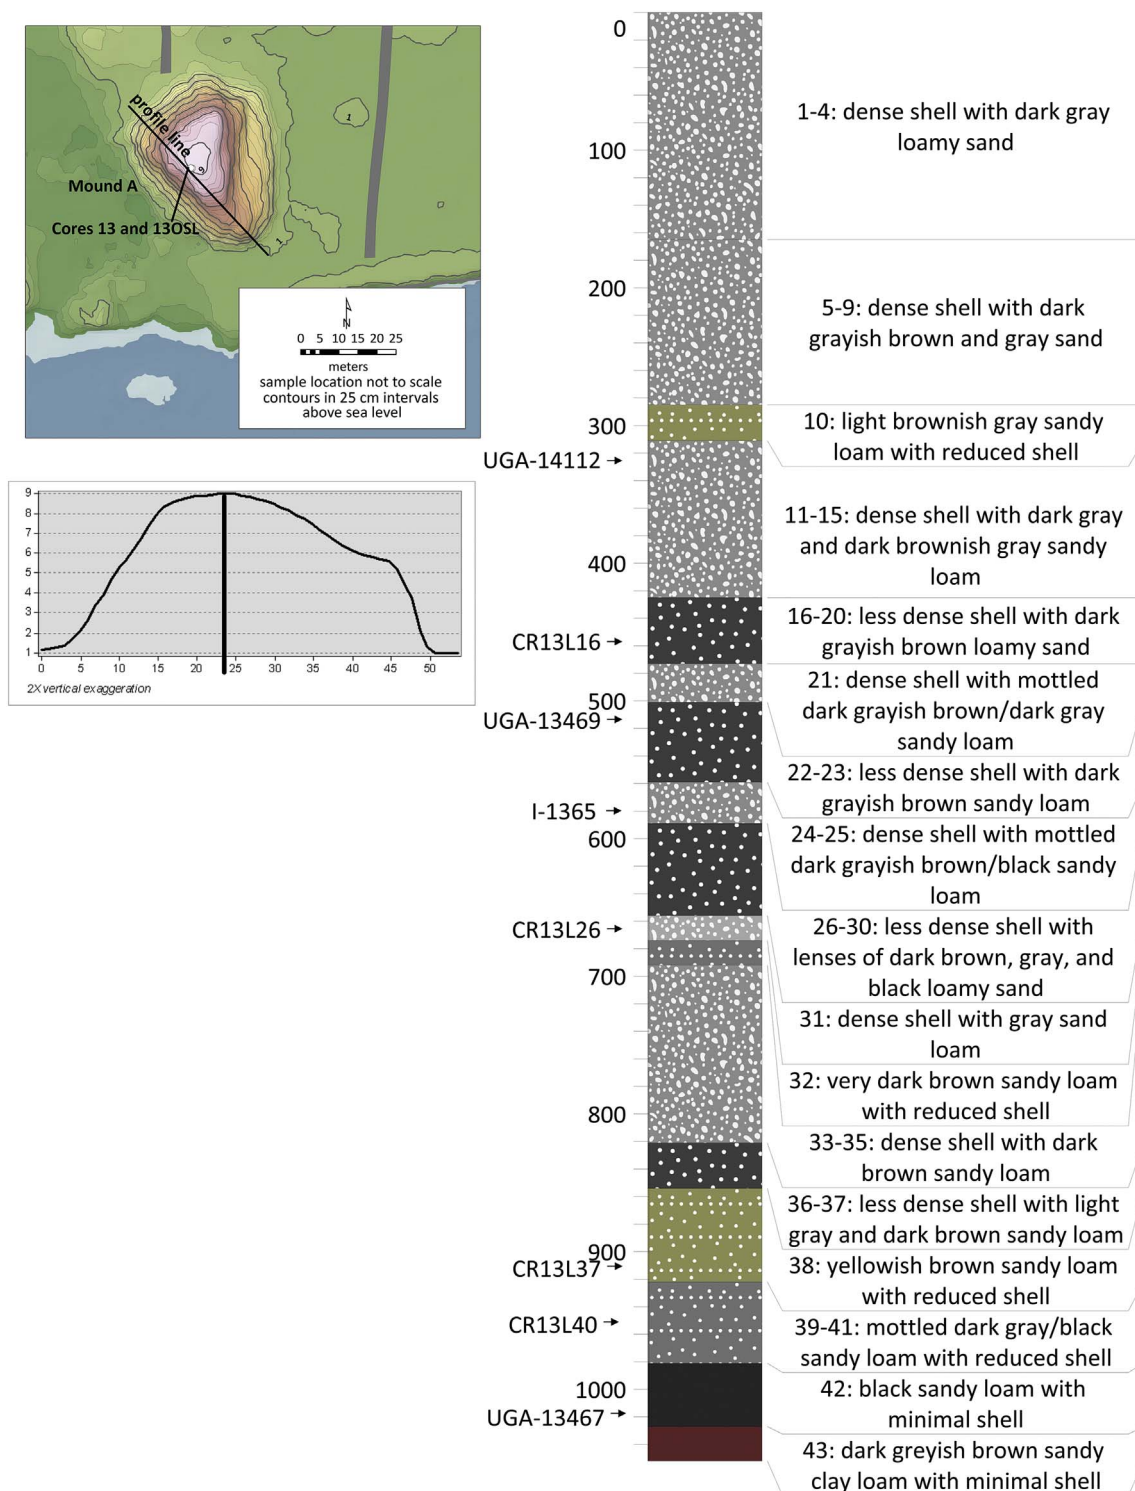 profile line
9
1
1
Mound A
Cores 13 and 13OSL
N
0 5 10 15 20 25
meters
sample location not to scale
contours in 25 cm intervals
above sea level
9
8
7
6
5
4
3
2
1
0 5 10 15 20 25 30 35 40 45 50
2X vertical exaggeration
0
100
200
300
UGA-14112
400
CR13L16
500
UGA-13469
I-1365
600
CR13L26
700
800
900
CR13L37
CR13L40
1000
UGA-13467
1-4: dense shell with dark gray
loamy sand
5-9: dense shell with dark
grayish brown and gray sand
10: light brownish gray sandy
loam with reduced shell
11-15: dense shell with dark gray
and dark brownish gray sandy
loam
16-20: less dense shell with dark
grayish brown loamy sand
21: dense shell with mottled
dark grayish brown/dark gray
sandy loam
22-23: less dense shell with dark
grayish brown sandy loam
24-25: dense shell with mottled
dark grayish brown/black sandy
loam
26-30: less dense shell with
lenses of dark brown, gray, and
black loamy sand
31: dense shell with gray sand
loam
32: very dark brown sandy loam
with reduced shell
33-35: dense shell with dark
brown sandy loam
36-37: less dense shell with light
gray and dark brown sandy loam
38: yellowish brown sandy loam
with reduced shell
39-41: mottled dark gray/black
sandy loam with reduced shell
42: black sandy loam with
minimal shell
43: dark greyish brown sandy
clay loam with minimal shell